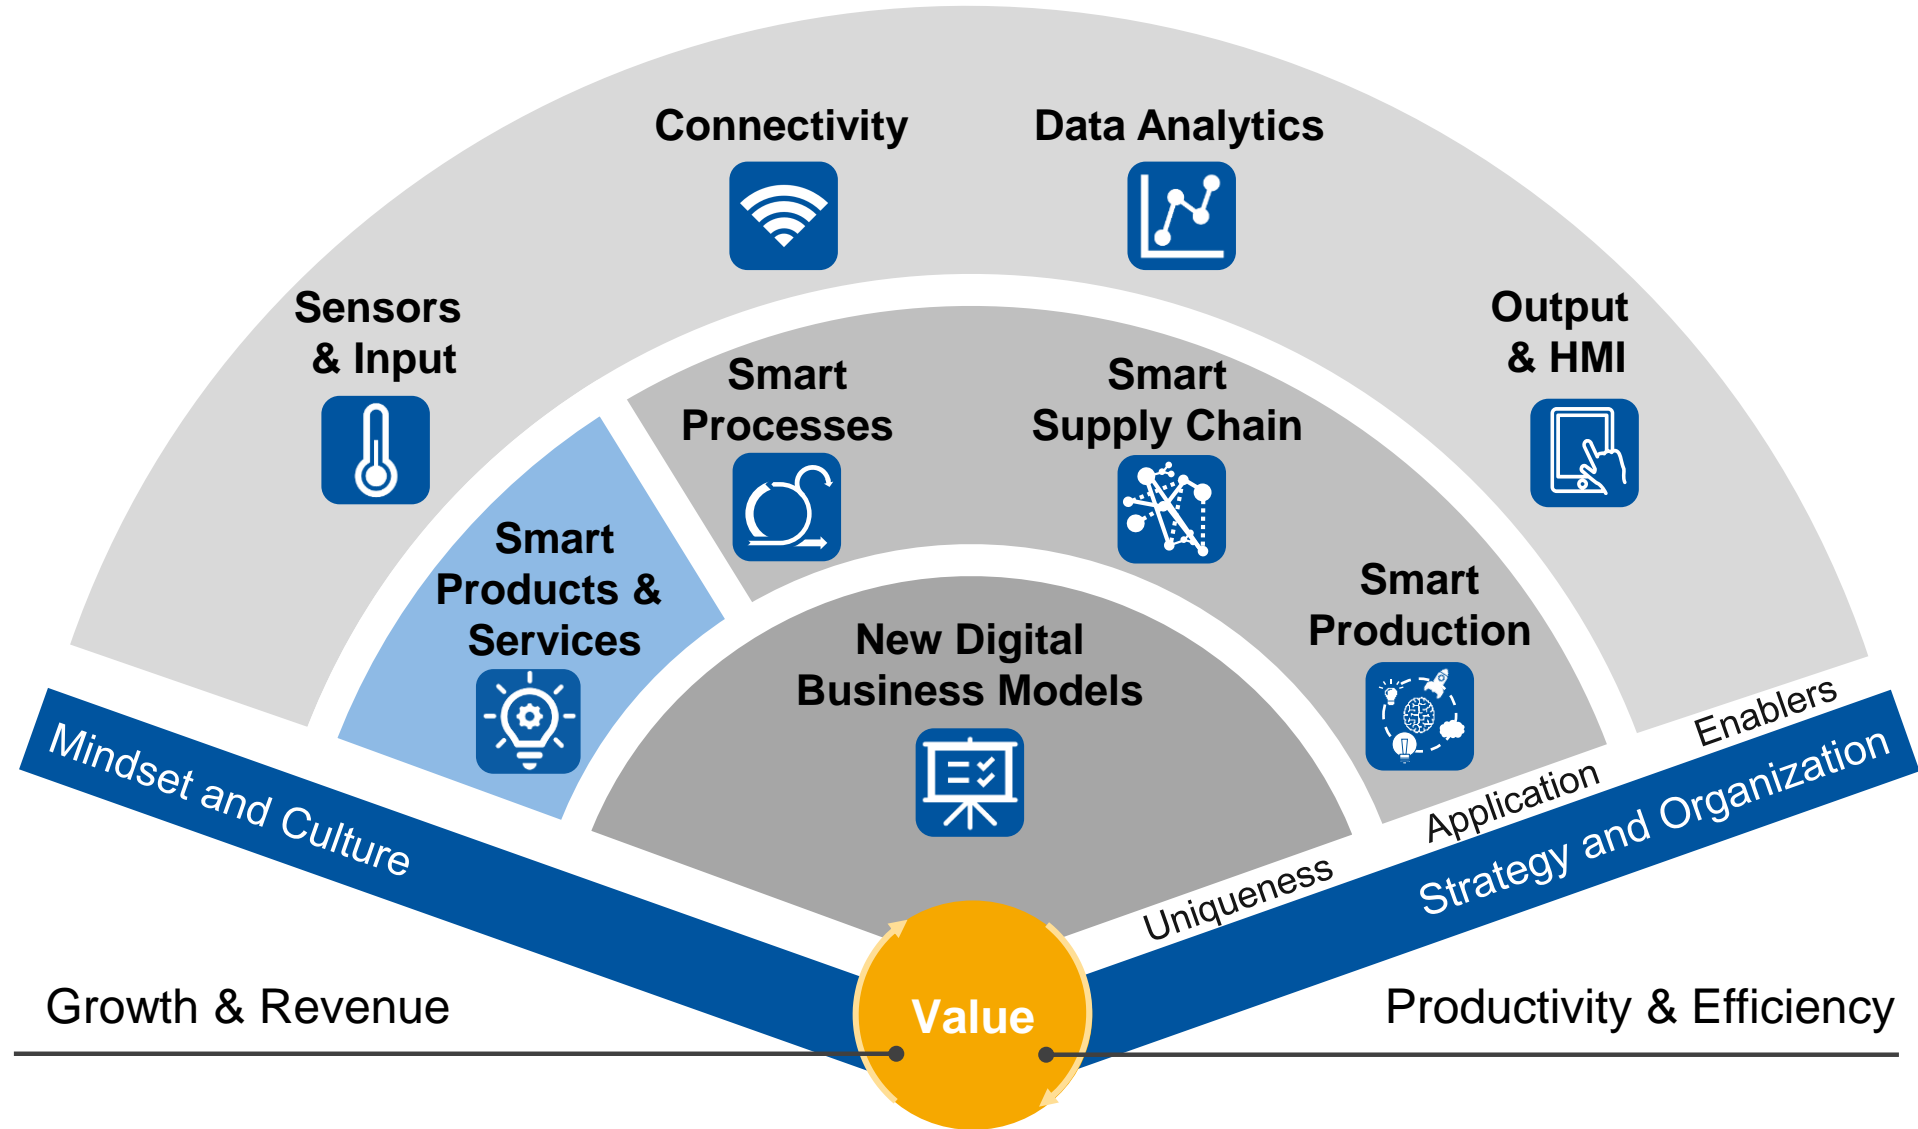 Connectivity
Data Analytics
Sensors
& Input
Output
& HMI
Smart
Processes
Smart
Supply Chain
Smart
Products &
Services
Smart
Production
New Digital
Business Models
Enablers
Application
Uniqueness
Mindset and Culture
Strategy and Organization
Growth & Revenue
Value
Productivity & Efficiency